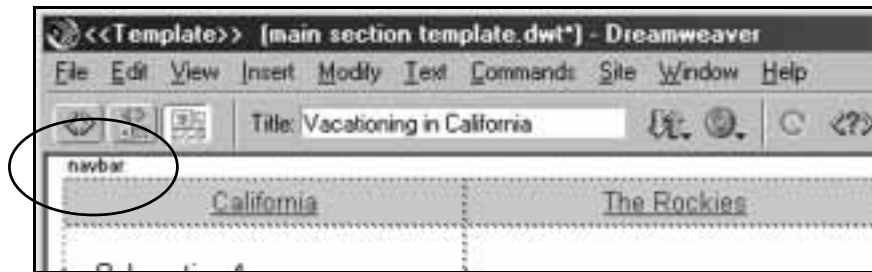 <<Template>> (main section template.dwt*) - Dreamweaver
File Edit View Insert Modify Text Commands Site Window Help
Title: Vacationing in California
<?>
navbar
California The Rockies